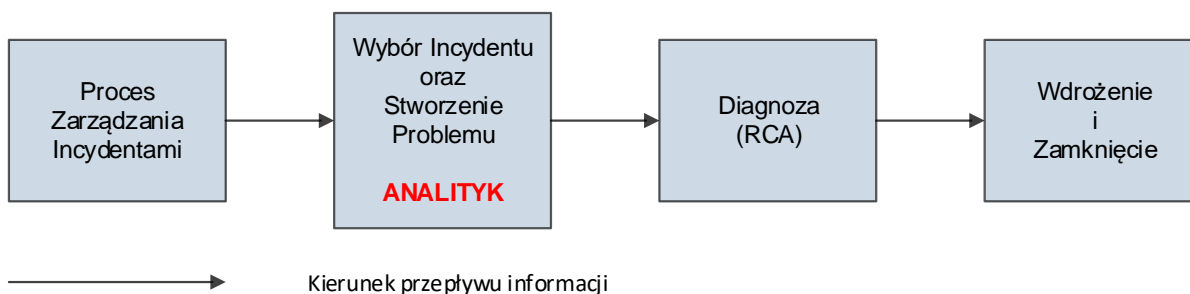 Proces
Zarządzania
Incydentami
Wybór Incydentu
oraz
Stworzenie
Problemu
ANALITYK
Diagnoza
(RCA)
Wdrożenie
i
Zamknięcie
Kierunek przepływu informacji